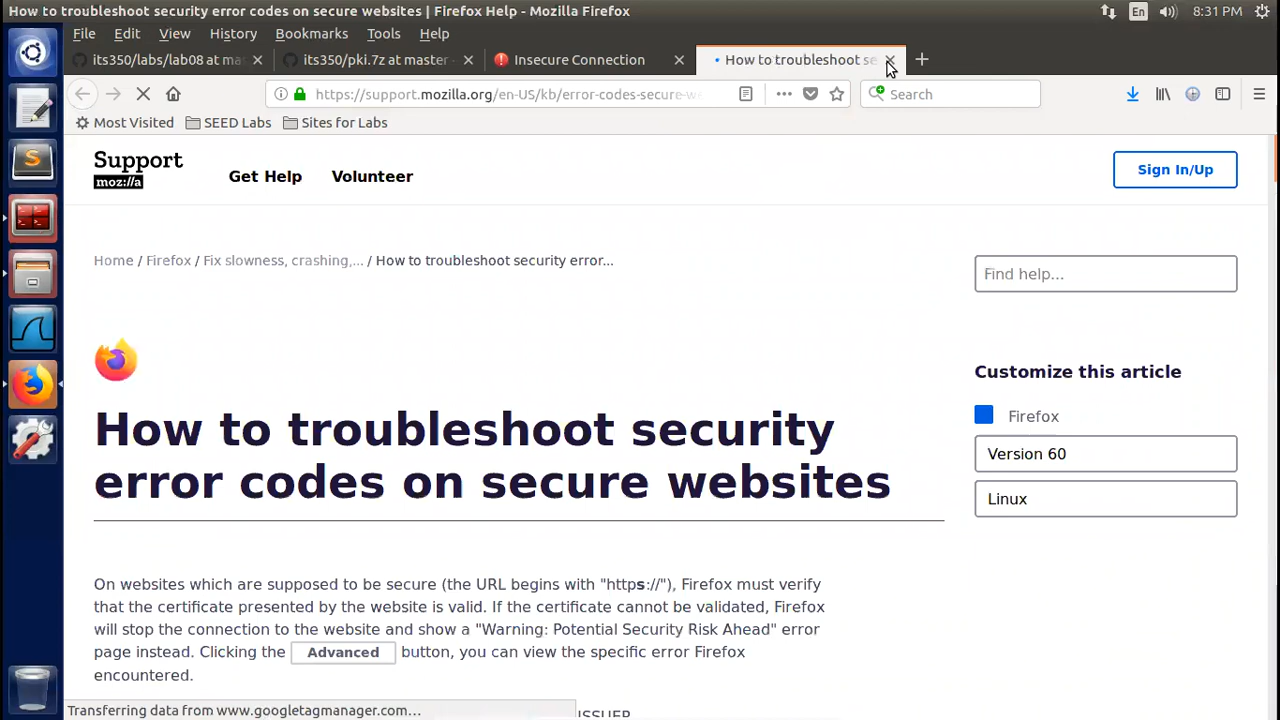 How to troubleshoot security error codes on secure websites | Firefox Help - Mozilla Firefox
En
8:31 PM
File Edit View History Bookmarks Tools Help
its350/labs/lab08 at ma
its350/pki.7z at master
Insecure Connection
How to troubleshoot se
https://support.mozilla.org/en-US/kb/error-codes-secure-we
Search
Most Visited
SEED Labs
Sites for Labs
Support
moz://a
Get Help
Volunteer
Sign In/Up
Home / Firefox / Fix slowness, crashing,... / How to troubleshoot security error...
Find help...
Customize this article
Firefox
Version 60
Linux
How to troubleshoot security
error codes on secure websites
On websites which are supposed to be secure (the URL begins with "https://"), Firefox must verify
that the certificate presented by the website is valid. If the certificate cannot be validated, Firefox
will stop the connection to the website and show a "Warning: Potential Security Risk Ahead" error
page instead. Clicking the Advanced button, you can view the specific error Firefox
encountered.
Transferring data from www.googletagmanager.com…
ISSUER